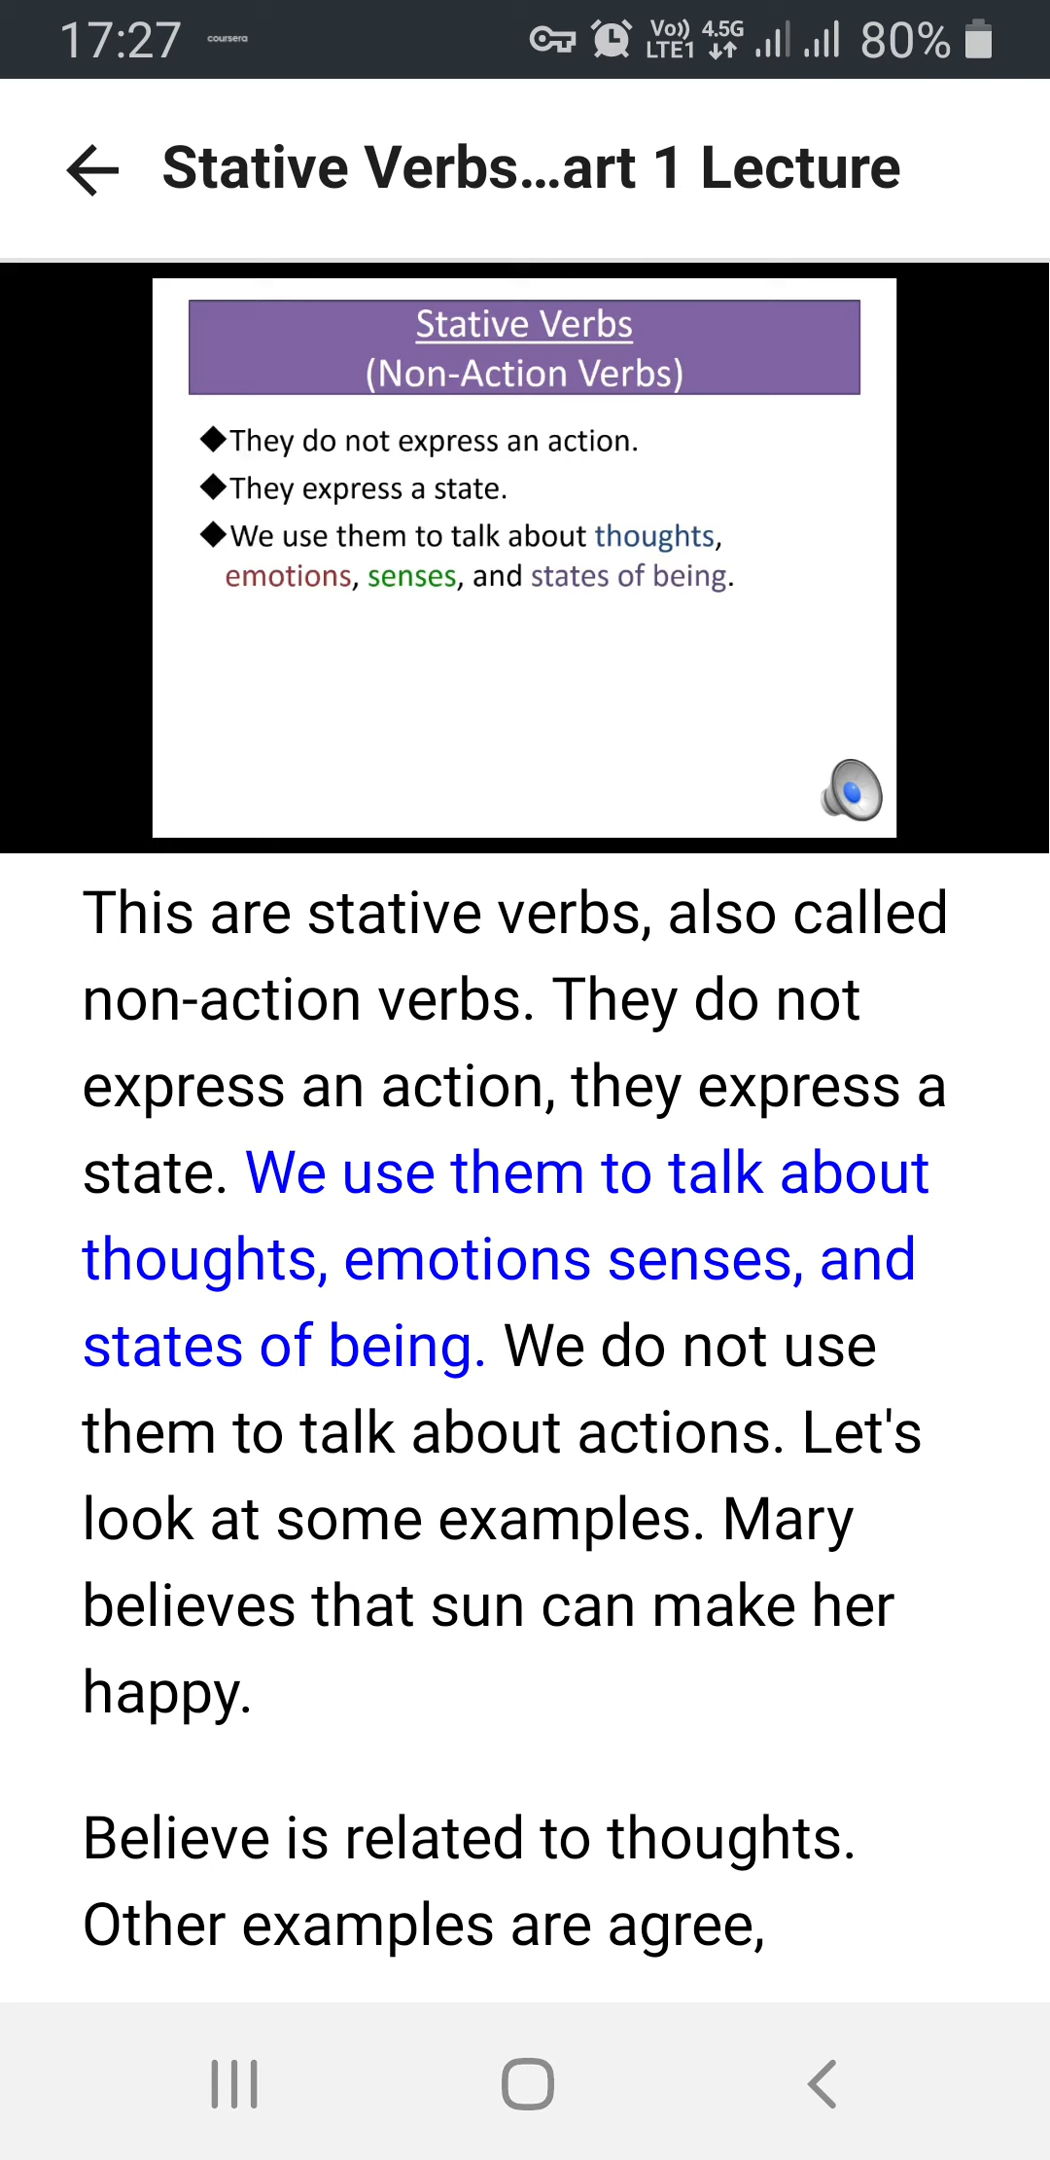 17:27 coursera Vo)) LTE1 4.5G 80%
Stative Verbs...art 1 Lecture
Stative Verbs
(Non-Action Verbs)
They do not express an action.
They express a state.
We use them to talk about thoughts,
emotions, senses, and states of being.
This are stative verbs, also called
non-action verbs. They do not
express an action, they express a
state. We use them to talk about
thoughts, emotions senses, and
states of being. We do not use
them to talk about actions. Let's
look at some examples. Mary
believes that sun can make her
happy.
Believe is related to thoughts.
Other examples are agree,